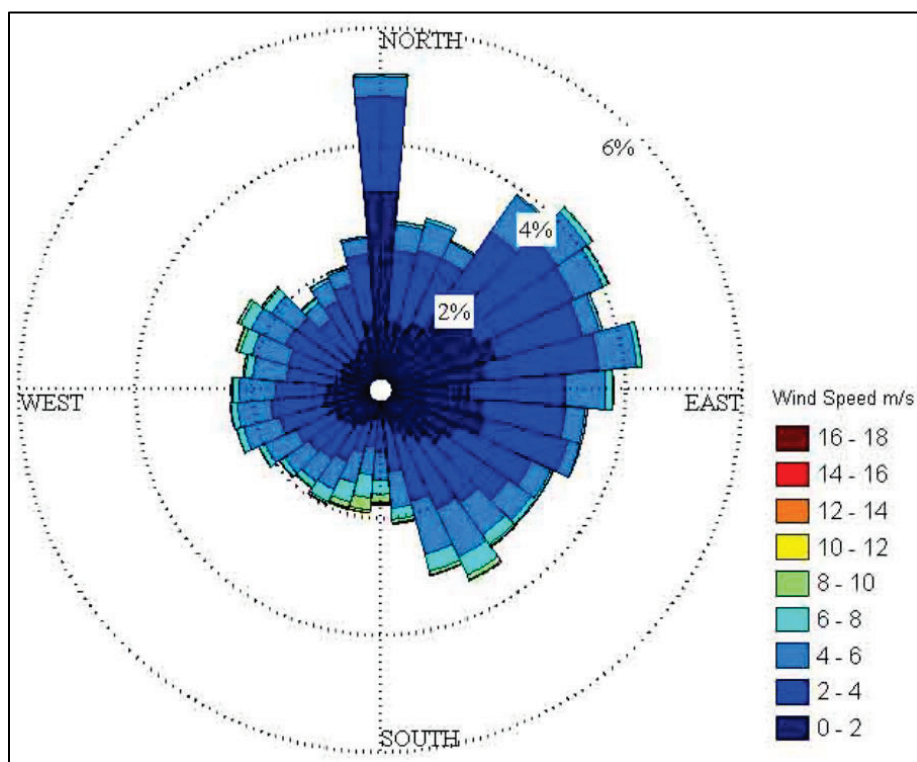 NORTH
6%
4%
2%
WEST
EAST
SOUTH
Wind Speed m/s
16 - 18
14 - 16
12 - 14
10 - 12
8 - 10
6 - 8
4 - 6
2 - 4
0 - 2